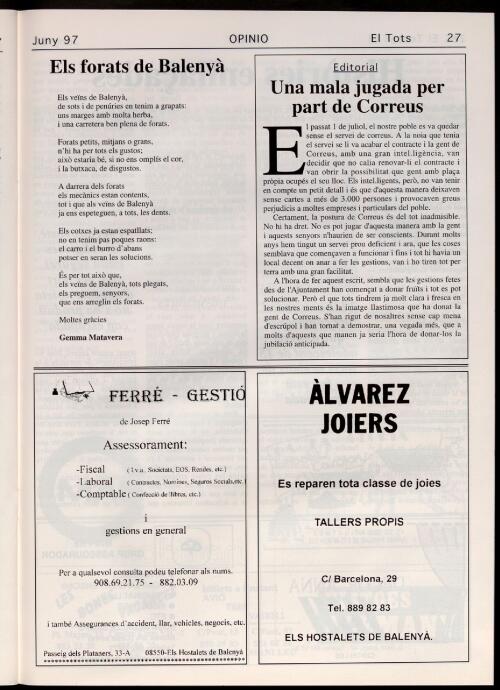 Juny 97
OPINIO
El Tots 27
Els forats de Balenyà
Els veïns de Balenyà,
de sots i de penúries en tenim a grapats:
uns marges amb molta herba,
i una carretera ben plena de forats.
Forats petits, mitjans o grans,
n'hi ha per tots els gustos;
això estaria bé, si no ens omplís el cor,
i la butxaca, de disgustos.
A darrera dels forats
els mecànics estan contents,
tot i que als veïns de Balenyà
ja ens espeteguen, a tots, les dents.
Els cotxes ja estan espatllats;
no en tenim pas poques raons:
el carro i el burro d'abans
potser en seran les solucions.
És per tot això que,
els veïns de Balenyà, tots plegats,
els preguem, senyors,
que ens arreglin els forats.
Moltes gràcies
Gemma Matavera
Editorial
Una mala jugada per
part de Correus
El passat 1 de juliol, el nostre poble es va quedar
sense el servei de correus. A la noia que tenia
el servei se li va acabar el contracte i la gent de
Correus, amb una gran intel.ligència, van
decidir que no calia renovar-li el contracte i
van obrir la possibilitat que gent amb plaça
pròpia ocupés el seu lloc. Els intel.ligents, però, no van tenir
en compte un petit detall i és que d'aquesta manera deixaven
sense cartes a més de 3.000 persones i provocaven greus
perjudicis a moltes empreses i particulars del poble.
Certament, la postura de Correus és del tot inadmisible.
No hi ha dret. No es pot jugar d'aquesta manera amb la gent
i aquests senyors n'haurien de ser conscients. Durant molts
anys hem tingut un servei prou deficient i ara, que les coses
semblava que començaven a funcionar i fins i tot hi havia un
local decent on anar a fer les gestions, van i ho tiren tot per
terra amb una gran facilitat.
A l'hora de fer aquest escrit, sembla que les gestions fetes
des de l'Ajuntament han començat a donar fruits i tot es pot
solucionar. Però el que tots tindrem ja molt clara i fresca en
les nostres ments és la imatge llastimosa que ha donat la
gent de Correus. S'han rigut de nosaltres sense cap mena
d'escrúpol i han tornat a demostrar, una vegada més, que a
molts d'aquests que manen ja seria l'hora de donar-los la
jubilació anticipada.
FERRÉ - GESTIÓ
de Josep Ferré
Assessorament:
-Fiscal ( I.v.a., Societats, EOS, Rendes, etc.)
-Laboral ( Contractes, Nomines, Seguros Socials,etc.)
-Comptable ( Confecció de llibres, etc.)
i
gestions en general
Per a qualsevol consulta podeu telefonar als nums.
908.69.21.75 - 882.03.09
i també Assegurances d'accident, llar, vehicles, negocis, etc.
Passeig dels Plataners, 33-A 08550-Els Hostalets de Balenyà
ÀLVAREZ
JOIERS
Es reparen tota classe de joies
TALLERS PROPIS
C/ Barcelona, 29
Tel. 889 82 83
ELS HOSTALETS DE BALENYÀ.